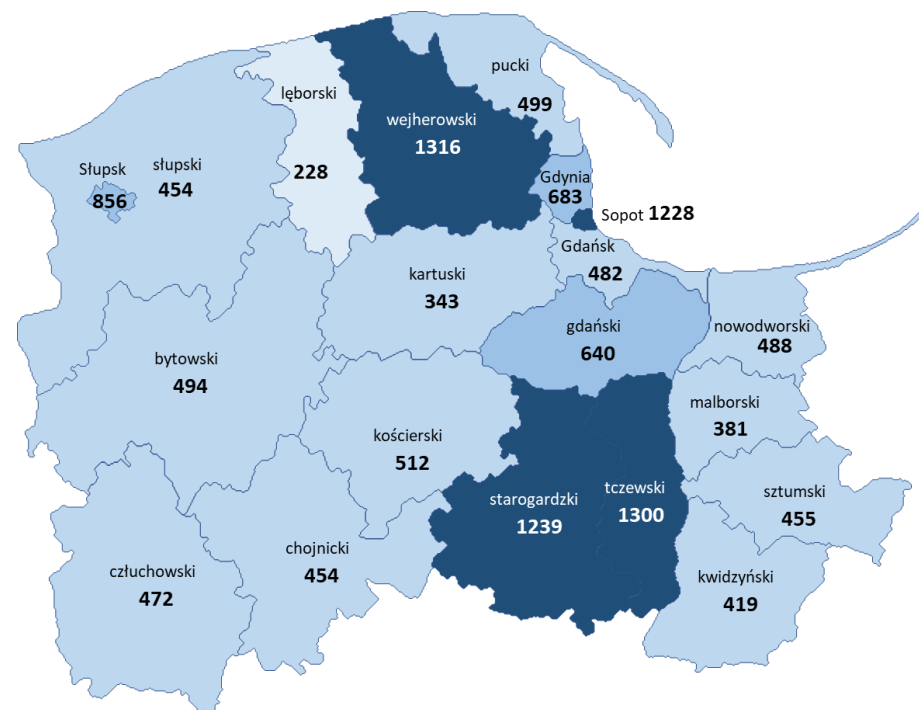 pucki
499
lęborski
228
wejherowski
1316
Słupsk
856
słupski
454
Gdynia
683
Sopot 1228
Gdańsk
482
kartuski
343
gdański
640
nowodworski
488
bytowski
494
malborski
381
kościerski
512
starogardzki
1239
tczewski
1300
sztumski
455
człuchowski
472
chojnicki
454
kwidzyński
419